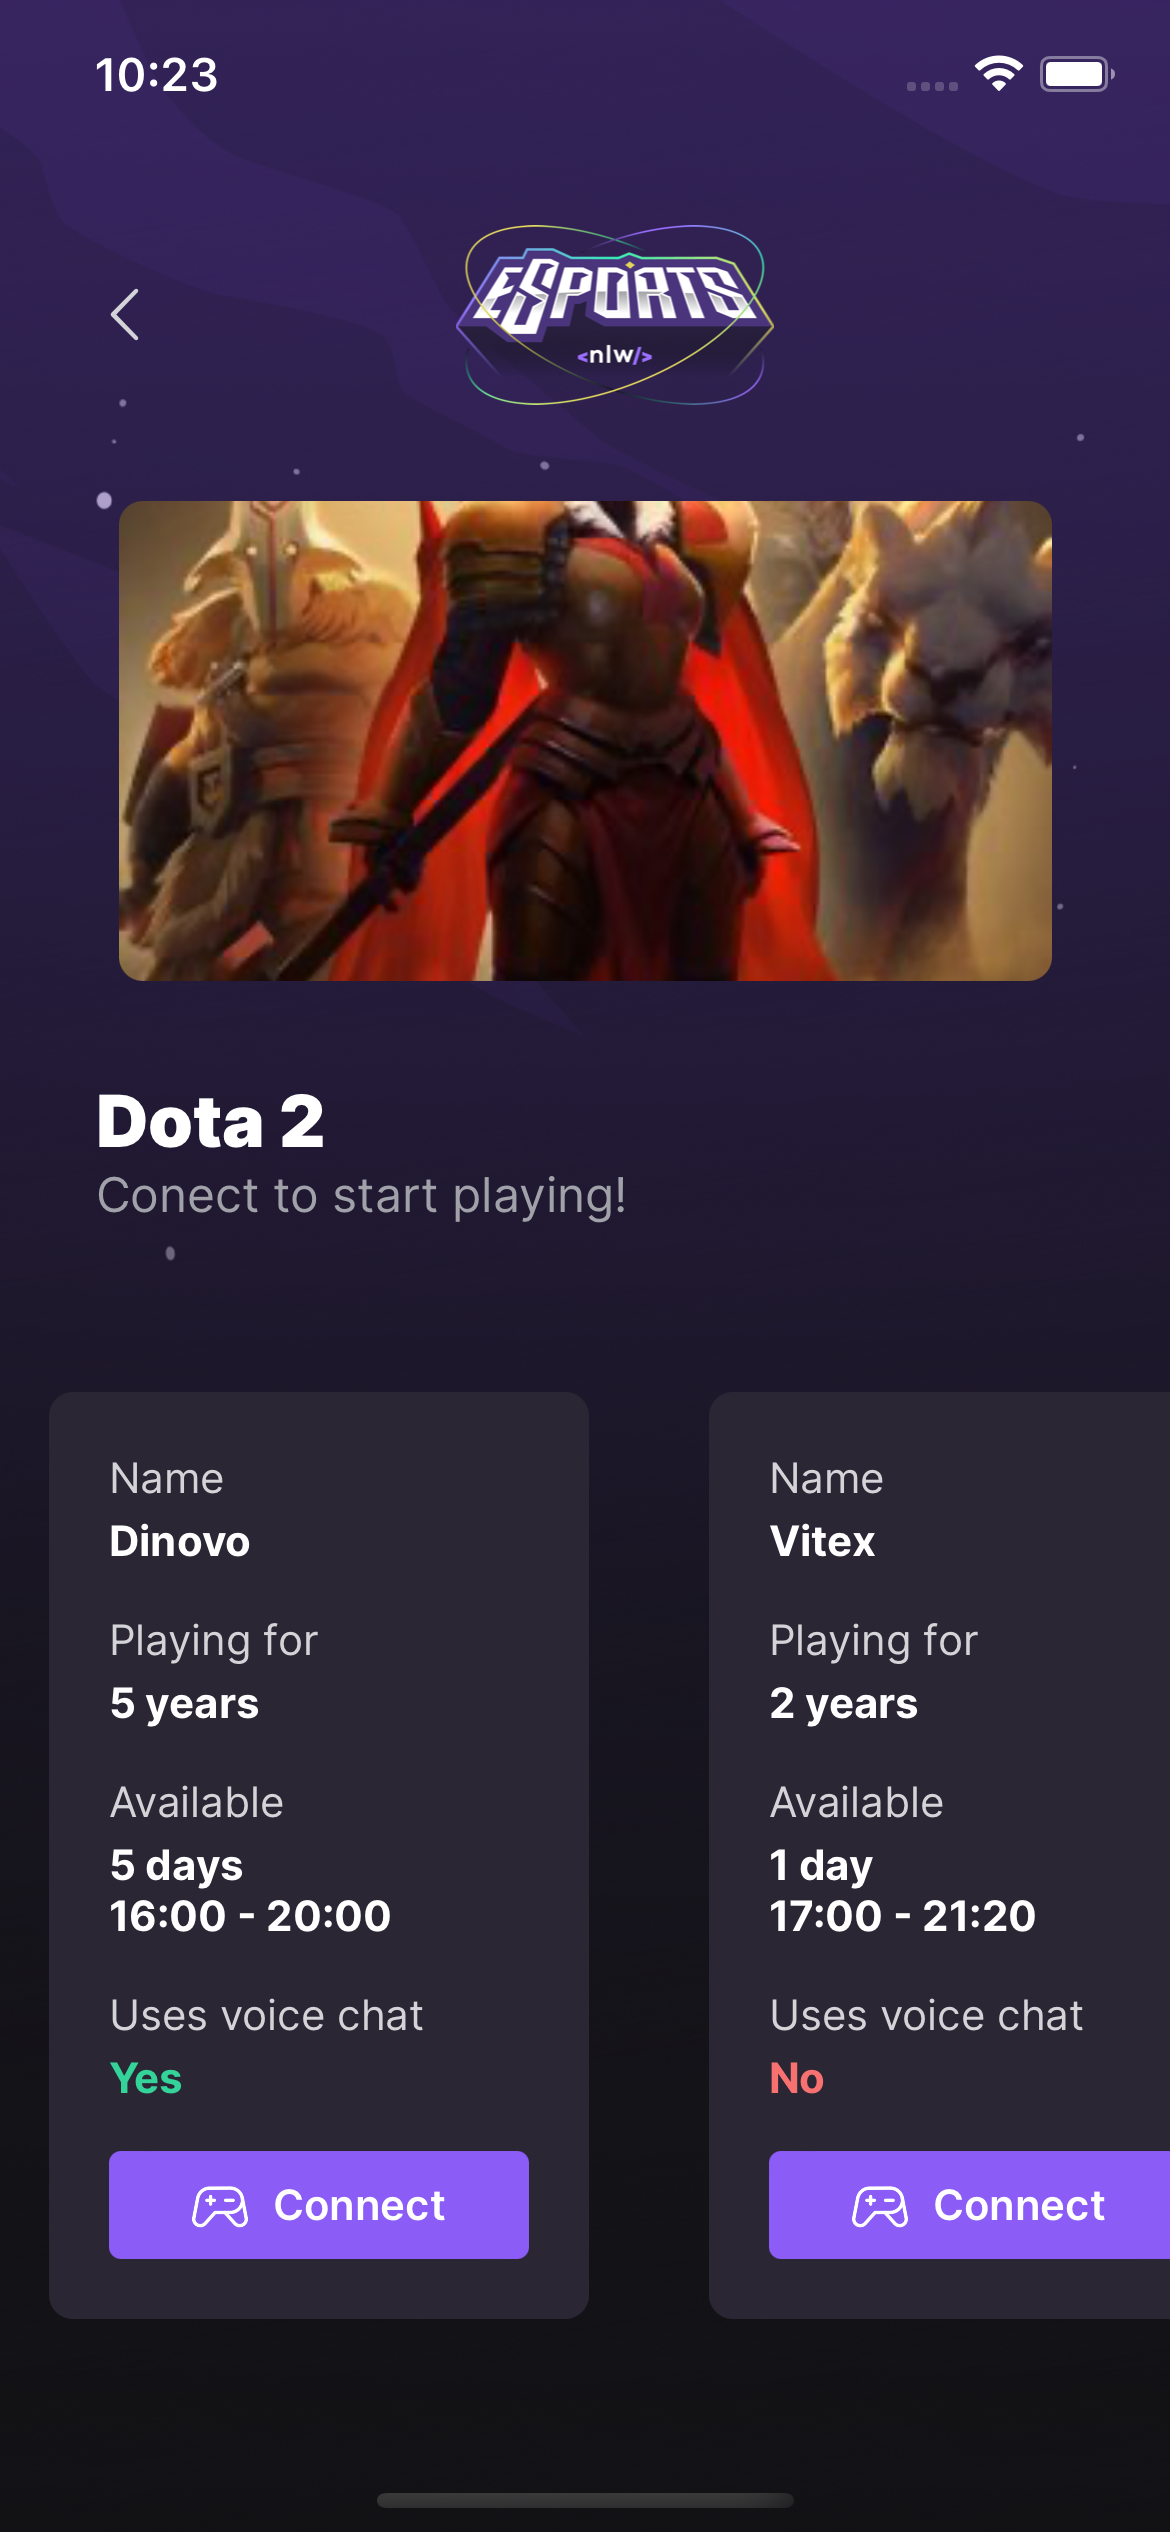 10:23
ESPORTS
<nlw/>
Dota 2
Conect to start playing!
Name
Dinovo
Playing for
5 years
Available
5 days
16:00 - 20:00
Uses voice chat
Yes
Connect
Name
Vitex
Playing for
2 years
Available
1 day
17:00 - 21:20
Uses voice chat
No
Connect